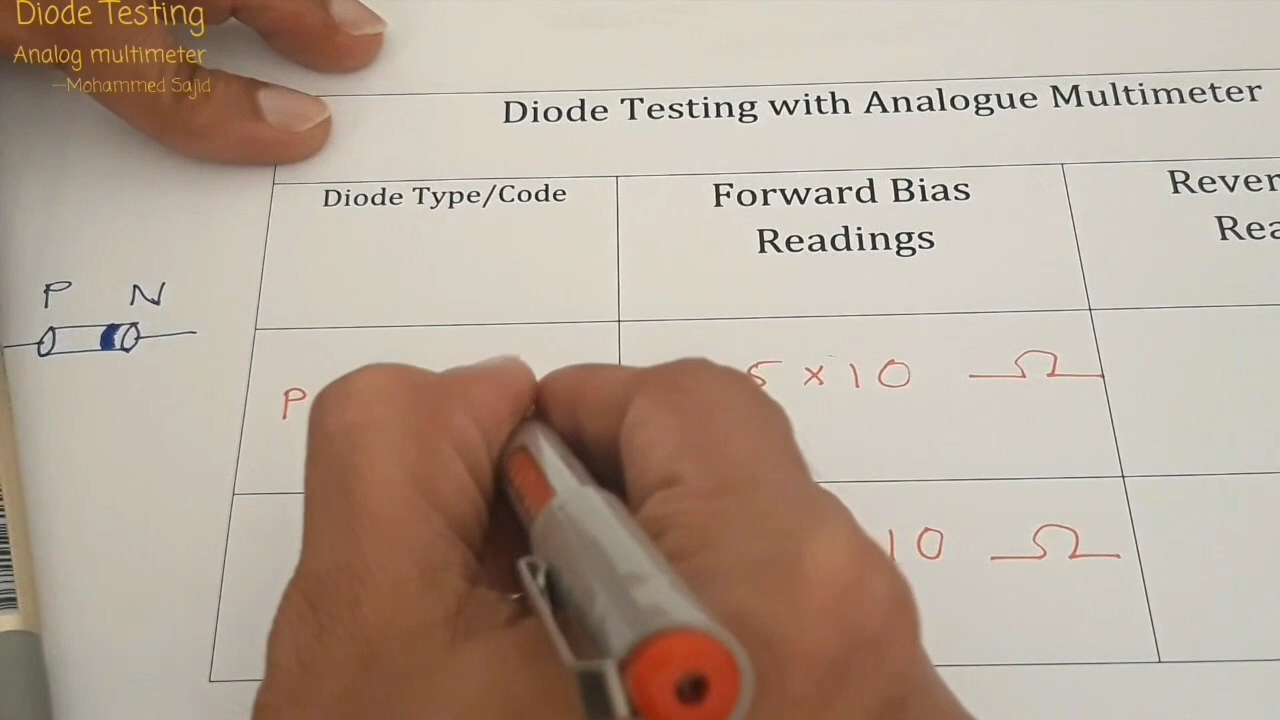 Diode Testing
Analog multimeter
--Mohammed Sajid
Diode Testing with Analogue Multimeter
Diode Type/Code
Forward Bias
Readings
P N
P
5 x 10 Ω
10 Ω